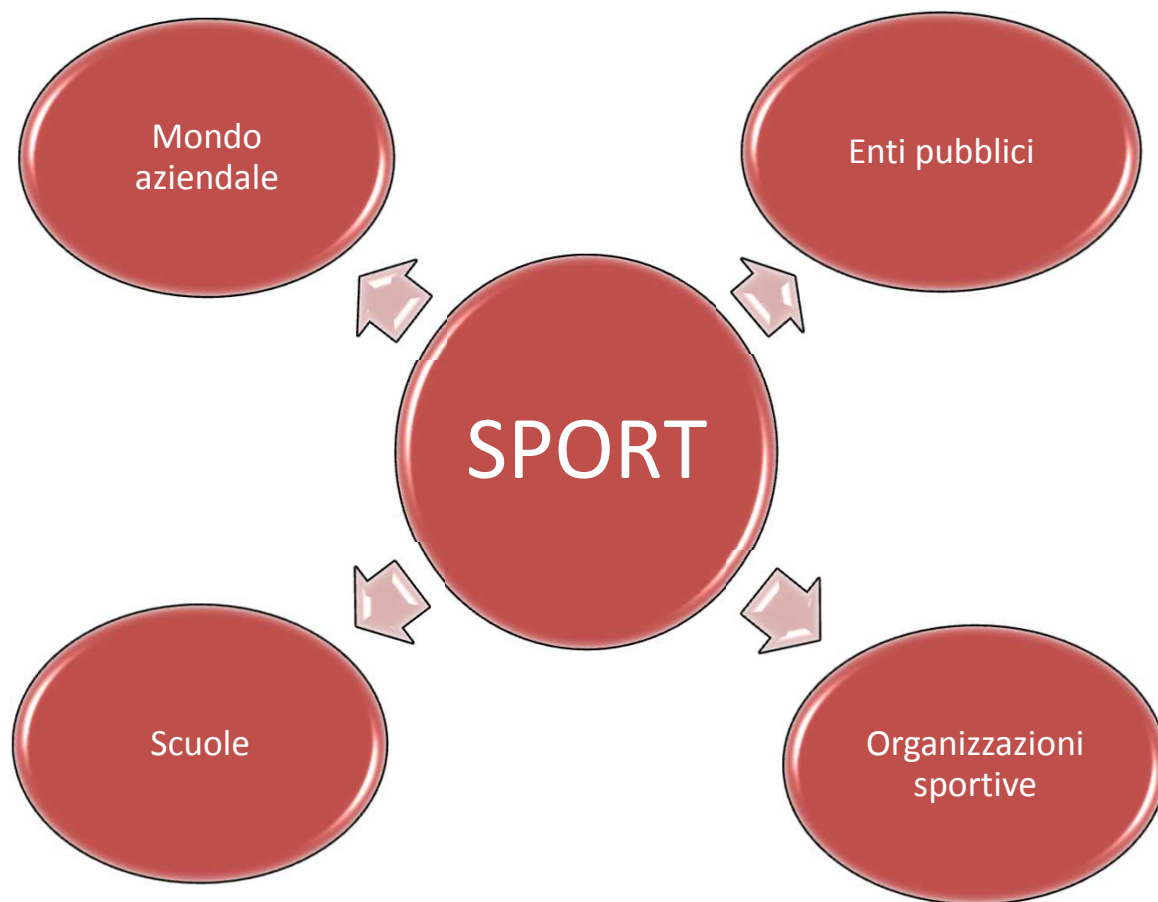 Mondo
aziendale
Enti pubblici
SPORT
Scuole
Organizzazioni
sportive